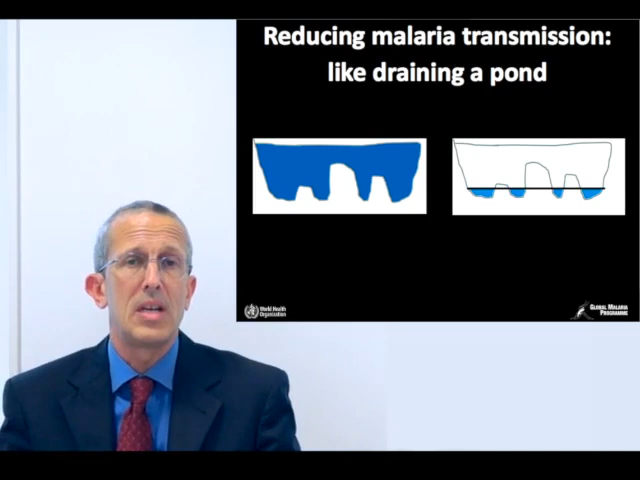 Reducing malaria transmission:
like draining a pond
World Health
Organization
GLOBAL MALARIA
PROGRAMME